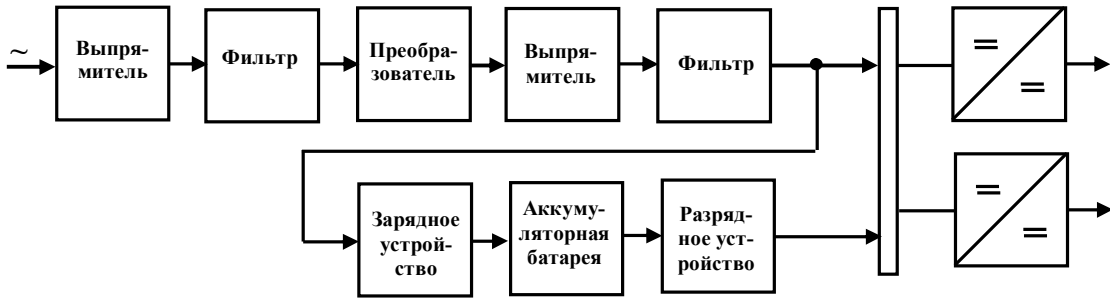 ~
Выпря-
митель
Фильтр
Преобра-
зователь
Выпря-
митель
Фильтр
=
=
Зарядное
устрой-
ство
Аккуму-
ляторная
батарея
Разряд-
ное уст-
ройство
=
=